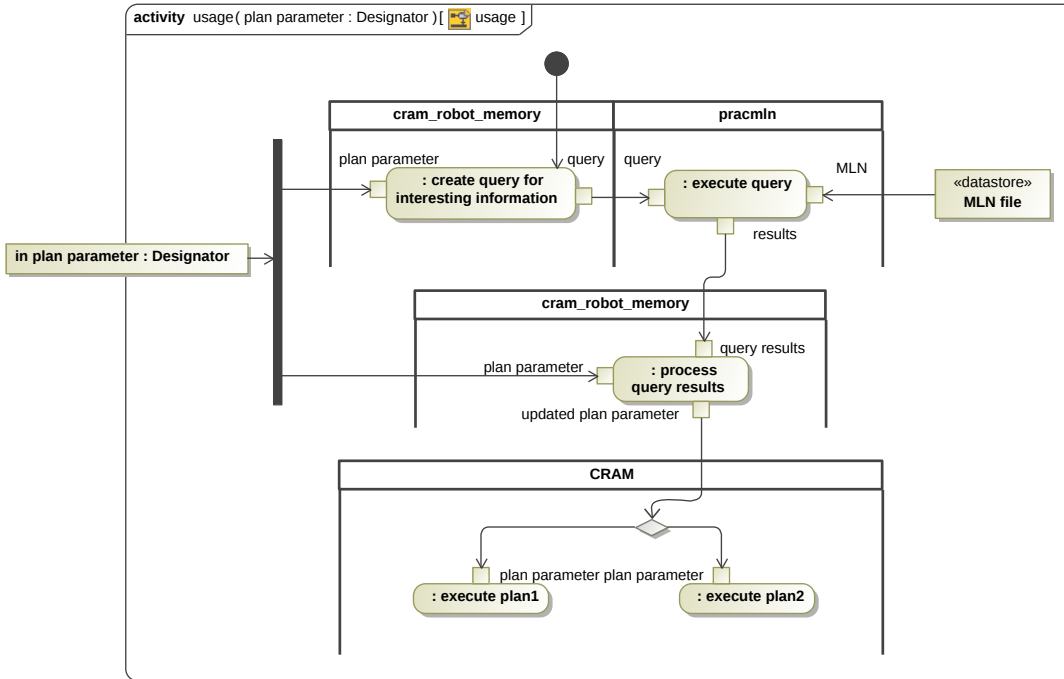 activity usage( plan parameter : Designator )[ usage ]
cram_robot_memory
pracmln
plan parameter
query
query
MLN
: create query for
interesting information
: execute query
«datastore»
MLN file
results
in plan parameter : Designator
cram_robot_memory
query results
plan parameter
: process
query results
updated plan parameter
CRAM
plan parameter
plan parameter
: execute plan1
: execute plan2